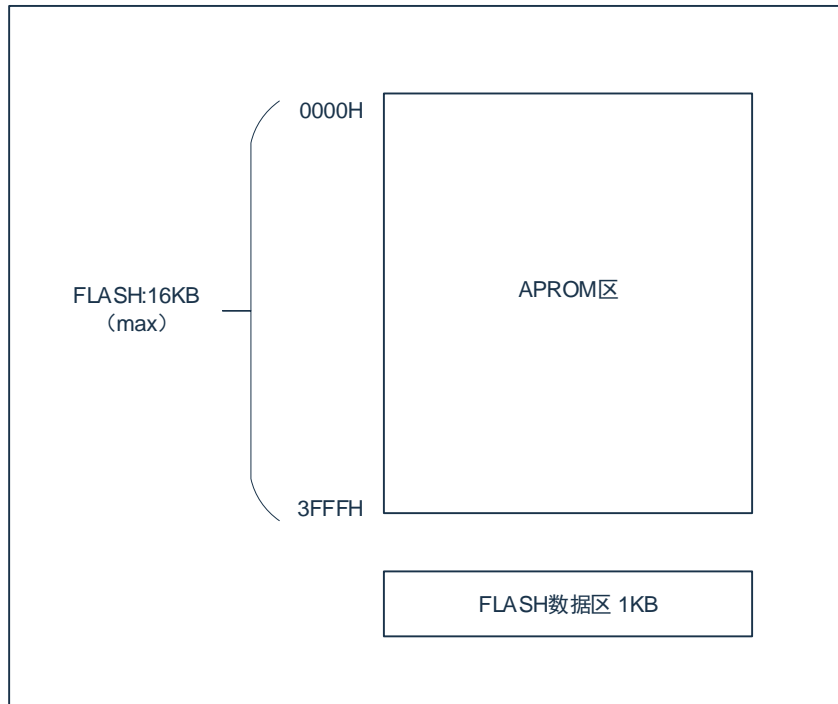 0000H
APROM区
FLASH:16KB
（max）
3FFFH
FLASH数据区 1KB